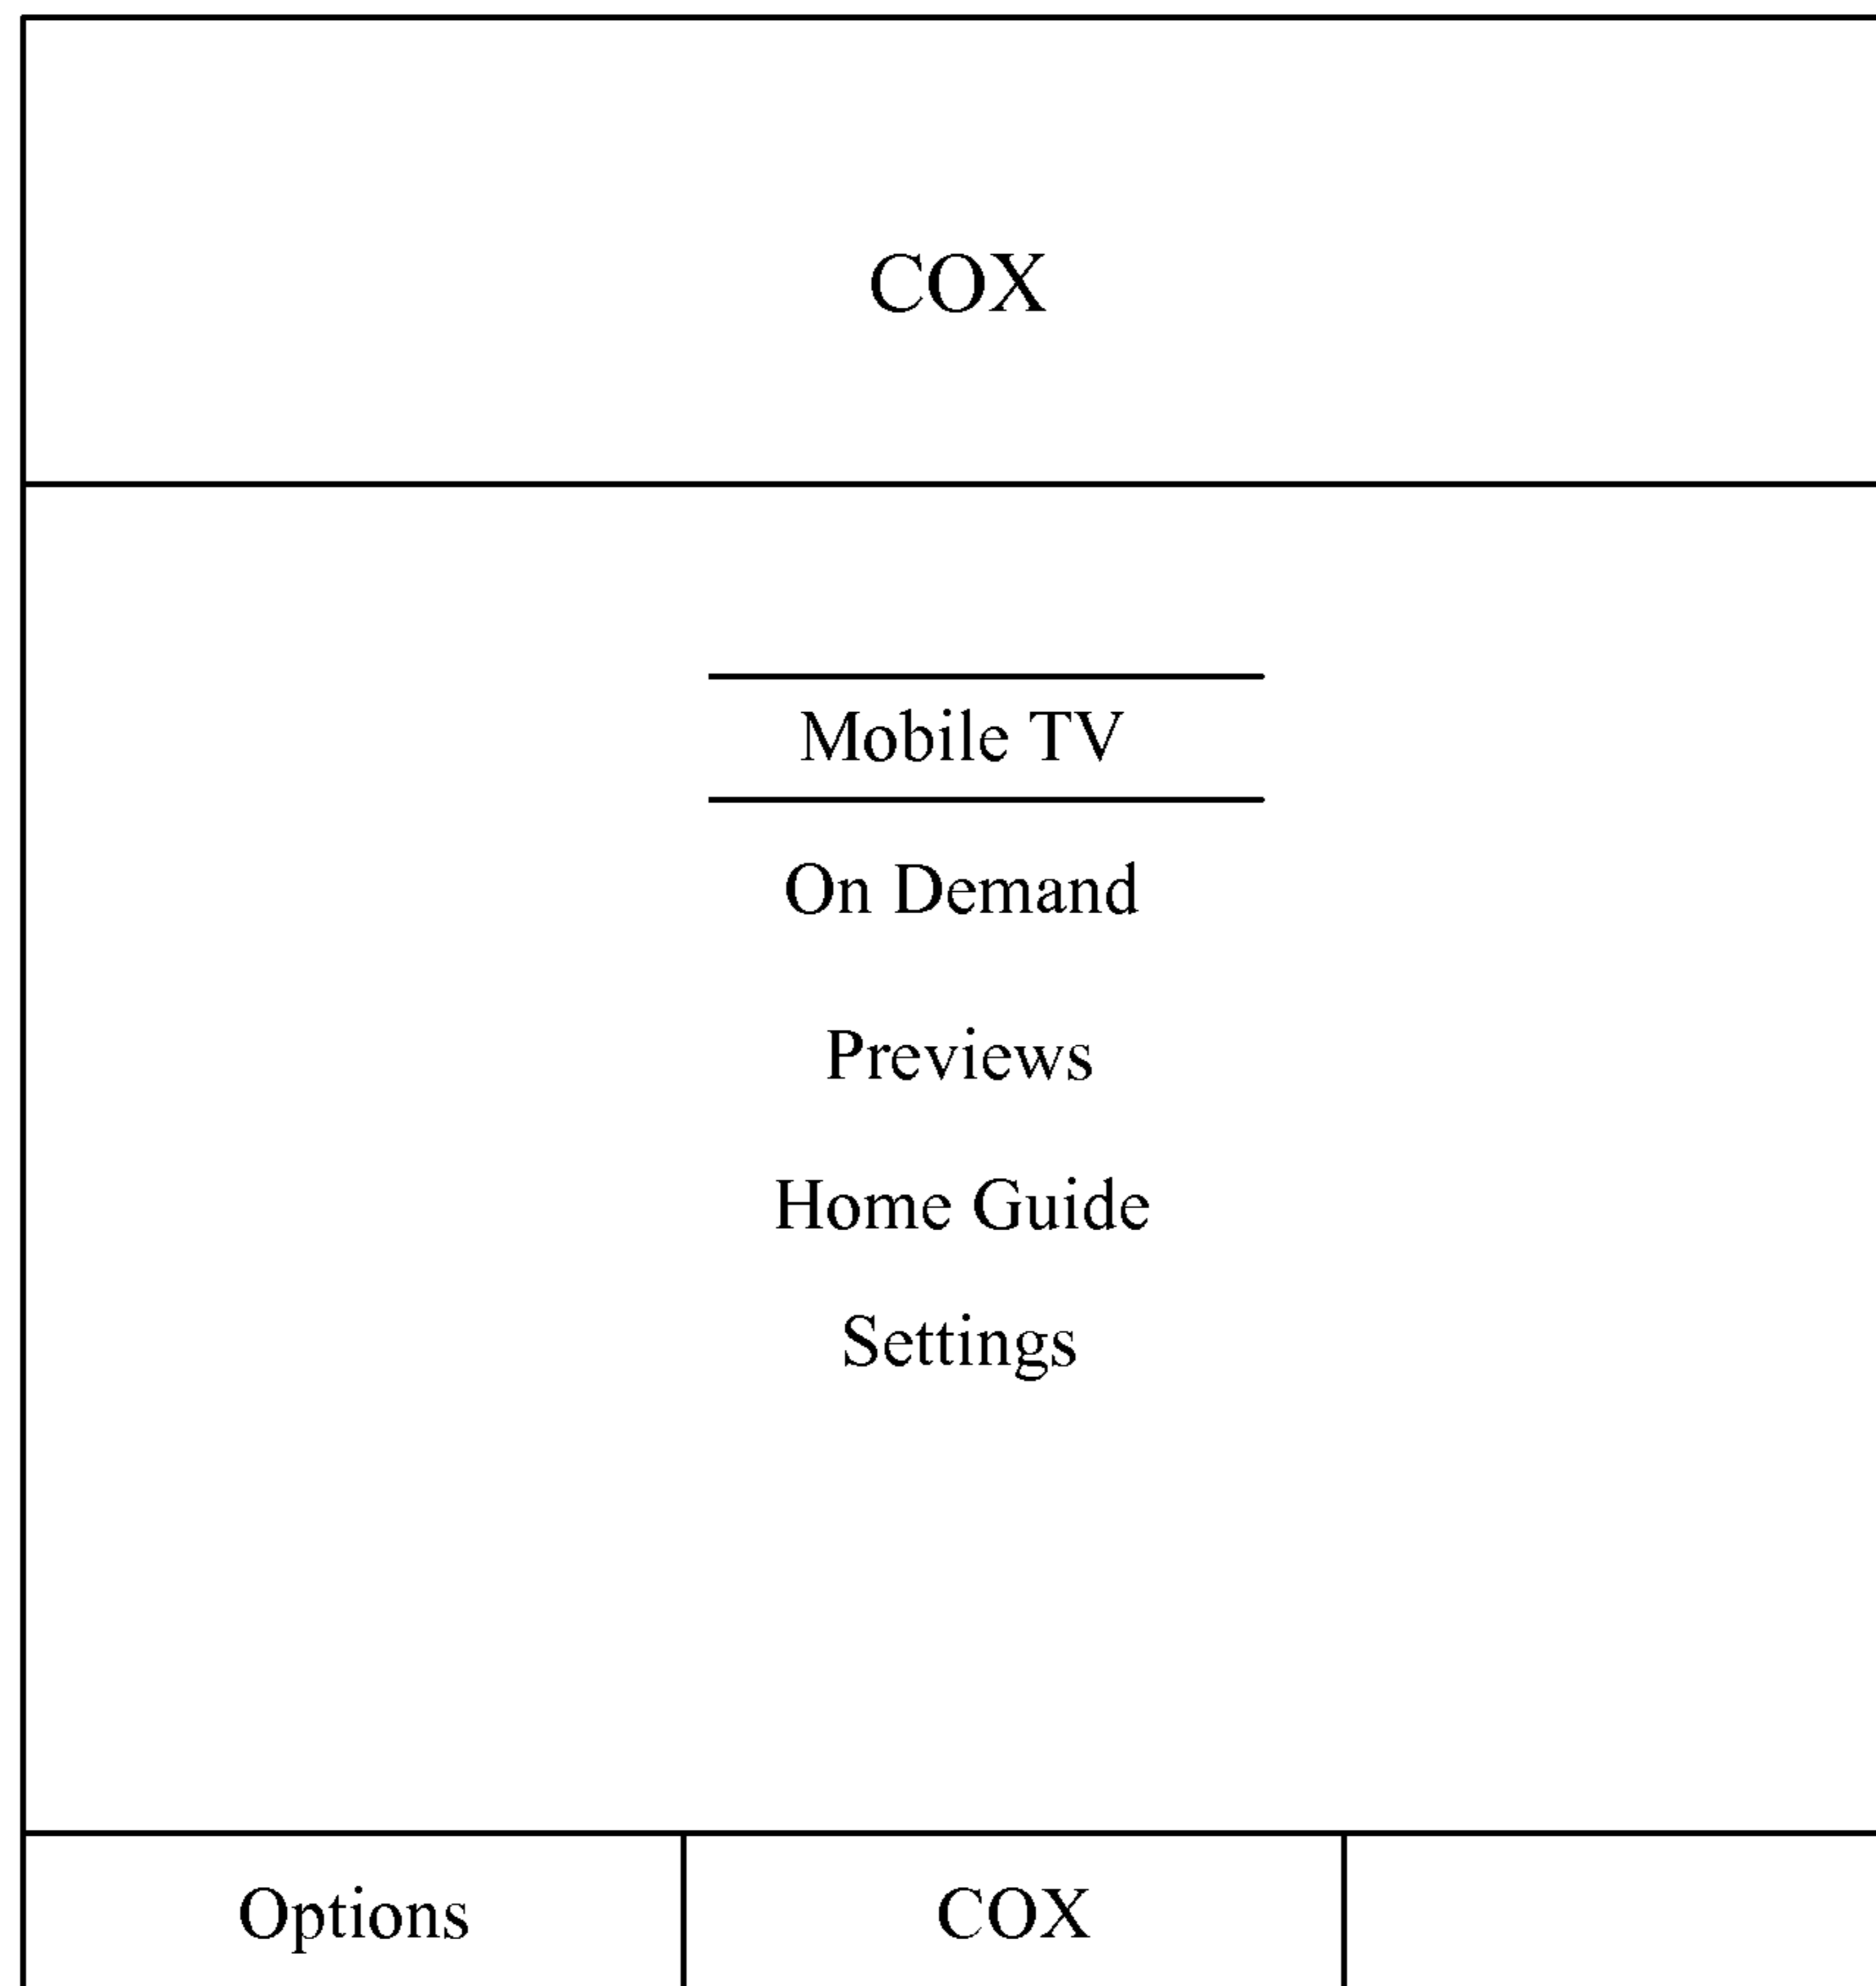 COX
Mobile TV
On Demand
Previews
Home Guide
Settings
Options COX